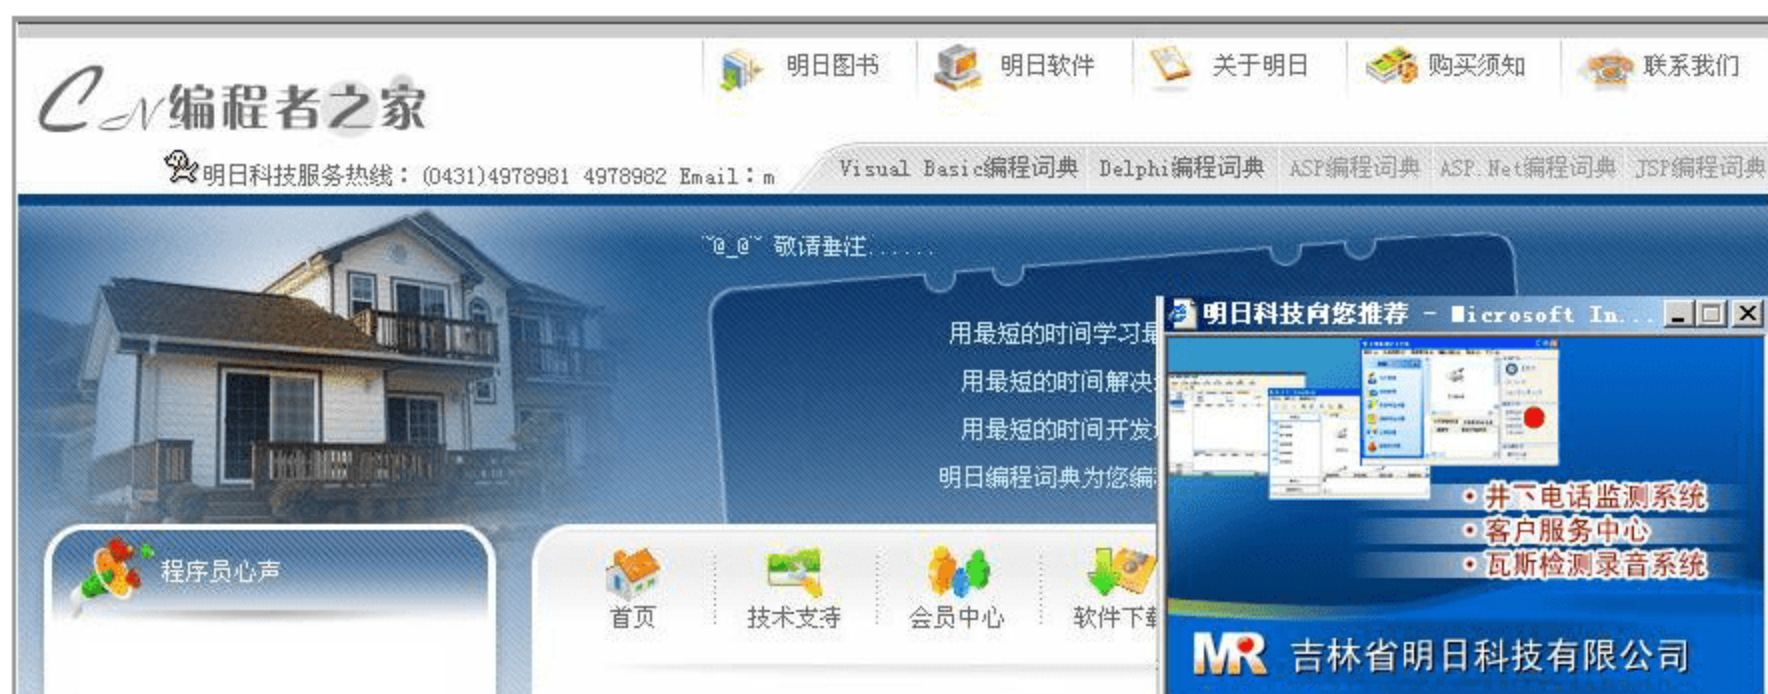 明日图书 明日软件 关于明日 购买须知 联系我们
CN编程者之家
明日科技服务热线：(0431)4978981 4978982 Email：m
Visual Basic编程词典 Delphi编程词典 ASP编程词典 ASP.Net编程词典 JSP编程词典
~@_@~ 敬请垂注......
用最短的时间学习最
用最短的时间解决
用最短的时间开发
明日编程词典为您编
明日科技向您推荐 - Microsoft In...
·井下电话监测系统
·客户服务中心
·瓦斯检测录音系统
MR 吉林省明日科技有限公司
程序员心声
首页 技术支持 会员中心 软件下载